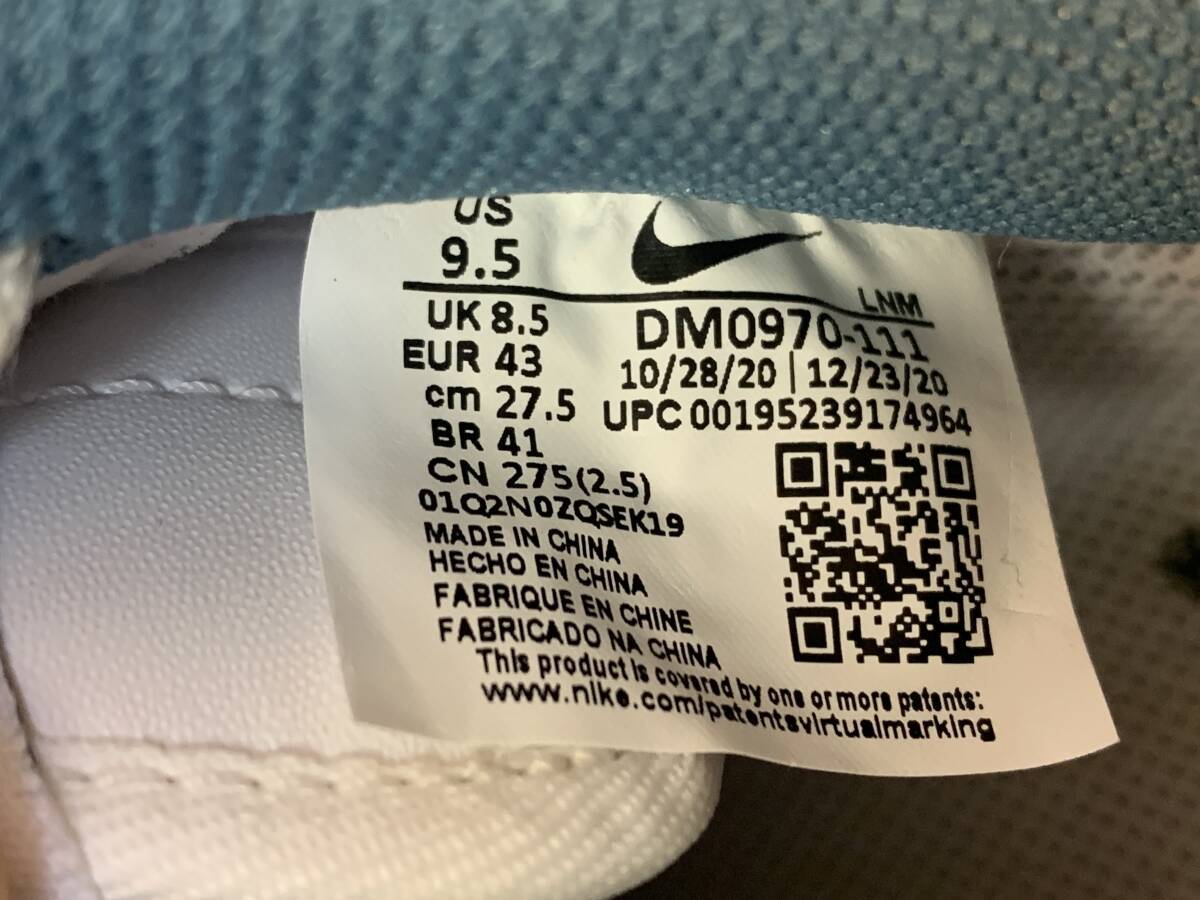 US
9.5
LNM
UK 8.5
DM0970-111
EUR 43
10/28/20 | 12/23/20
cm 27.5
UPC 00195239174964
BR 41
CN 275(2.5)
01Q2N0ZQSEK19
MADE IN CHINA
HECHO EN CHINA
FABRIQUE EN CHINE
FABRICADO NA CHINA
This product is covered by one or more patents:
www.nike.com/patentsvirtualmarking